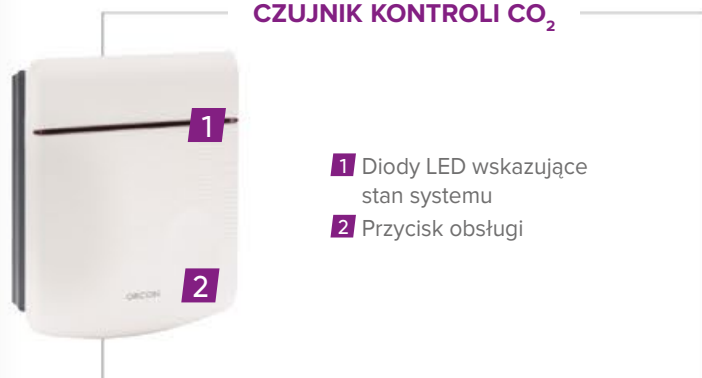 CZUJNIK KONTROLI CO₂
1
1 Diody LED wskazujące
stan systemu
2 Przycisk obsługi
ORCON
2